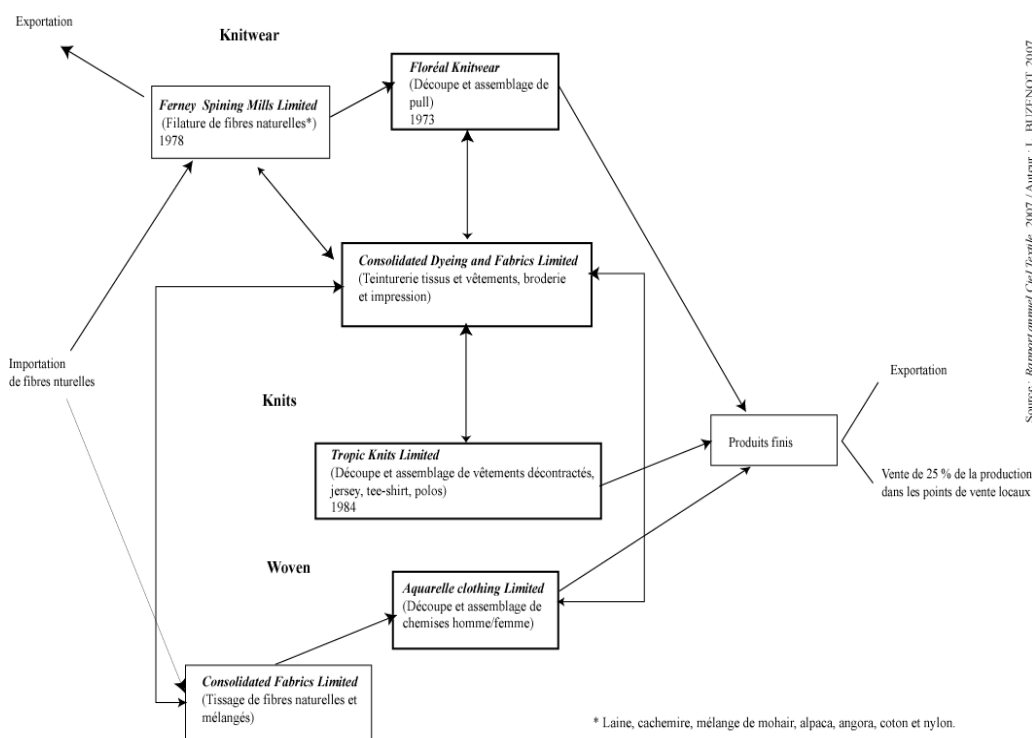 Exportation
Knitwear
Ferney Spining Mills Limited
(Filature de fibres naturelles*)
1978
Floréal Knitwear
(Découpe et assemblage de
pull)
1973
Consolidated Dyeing and Fabrics Limited
(Teinturerie tissus et vêtements, broderie
et impression)
Importation
de fibres nturelles
Knits
Tropic Knits Limited
(Découpe et assemblage de vêtements décontractés,
jersey, tee-shirt, polos)
1984
Produits finis
Exportation
Vente de 25 % de la production
dans les points de vente locaux
Woven
Aquarelle clothing Limited
(Découpe et assemblage de
chemises homme/femme)
Consolidated Fabrics Limited
(Tissage de fibres naturelles et
mélangés)
* Laine, cachemire, mélange de mohair, alpaca, angora, coton et nylon.
Source : Rapport annuel Ciel Textile, 2007 / Auteur : L. BUZENOT, 2007